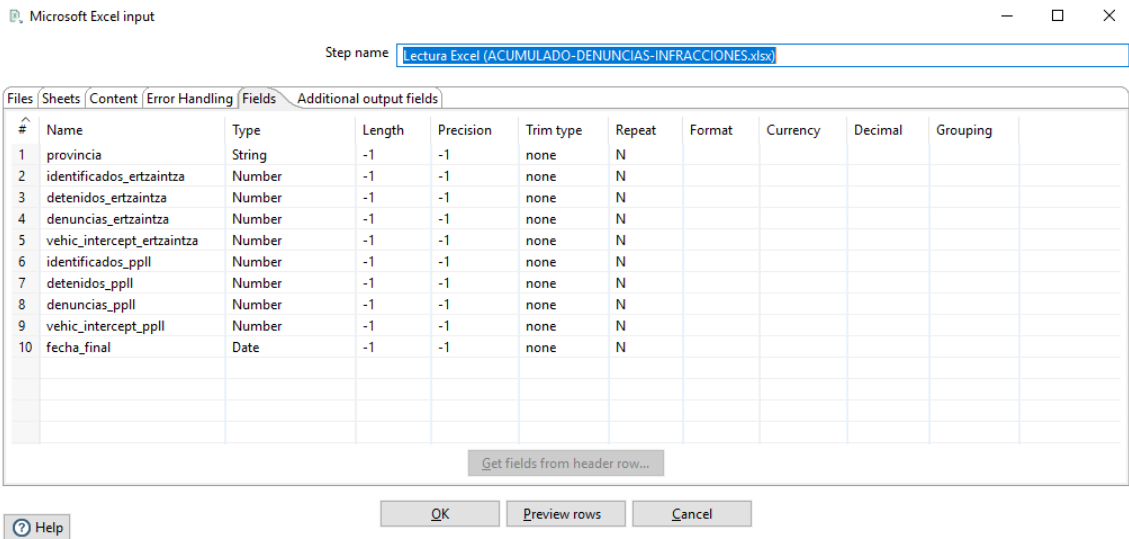 Microsoft Excel input
Step name Lectura Excel (ACUMULADO-DENUNCIAS-INFRACCIONES.xlsx)
Files Sheets Content Error Handling Fields Additional output fields
# Name Type Length Precision Trim type Repeat Format Currency Decimal Grouping
1 provincia String -1 -1 none N
2 identificados_ertzaintza Number -1 -1 none N
3 detenidos_ertzaintza Number -1 -1 none N
4 denuncias_ertzaintza Number -1 -1 none N
5 vehic_intercept_ertzaintza Number -1 -1 none N
6 identificados_ppll Number -1 -1 none N
7 detenidos_ppll Number -1 -1 none N
8 denuncias_ppll Number -1 -1 none N
9 vehic_intercept_ppll Number -1 -1 none N
10 fecha_final Date -1 -1 none N
Get fields from header row...
OK Preview rows Cancel
Help